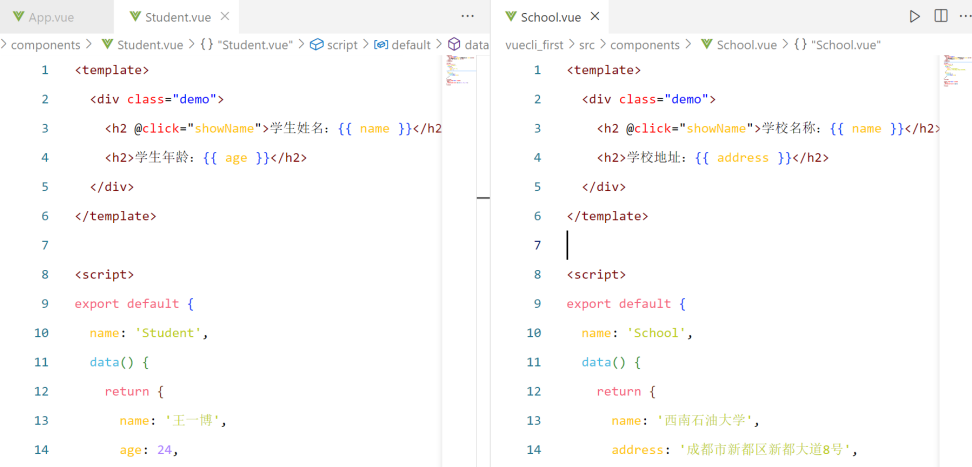 App.vue
Student.vue
components > Student.vue > {} "Student.vue" > script > default > data
1 <template>
2 <div class="demo">
3 <h2 @click="showName">学生姓名：{{ name }}</h2
4 <h2>学生年龄：{{ age }}</h2>
5 </div>
6 </template>
7
8 <script>
9 export default {
10 name: 'Student',
11 data() {
12 return {
13 name: '王一博',
14 age: 24,
School.vue
vuecli_first > src > components > School.vue > {} "School.vue"
1 <template>
2 <div class="demo">
3 <h2 @click="showName">学校名称：{{ name }}</h2>
4 <h2>学校地址：{{ address }}</h2>
5 </div>
6 </template>
7
8 <script>
9 export default {
10 name: 'School',
11 data() {
12 return {
13 name: '西南石油大学',
14 address: '成都市新都区新都大道8号',